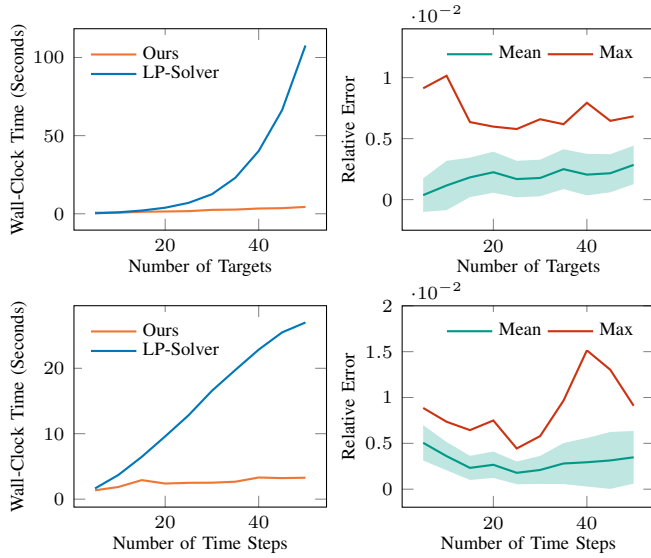 Wall-Clock Time (Seconds)
100
50
0
20
40
Ours
LP-Solver
Number of Targets
·10⁻²
Relative Error
1
0.5
0
20
40
Mean
Max
Number of Targets
Wall-Clock Time (Seconds)
20
10
0
20
40
Ours
LP-Solver
Number of Time Steps
·10⁻²
Relative Error
2
1.5
1
0.5
0
20
40
Mean
Max
Number of Time Steps